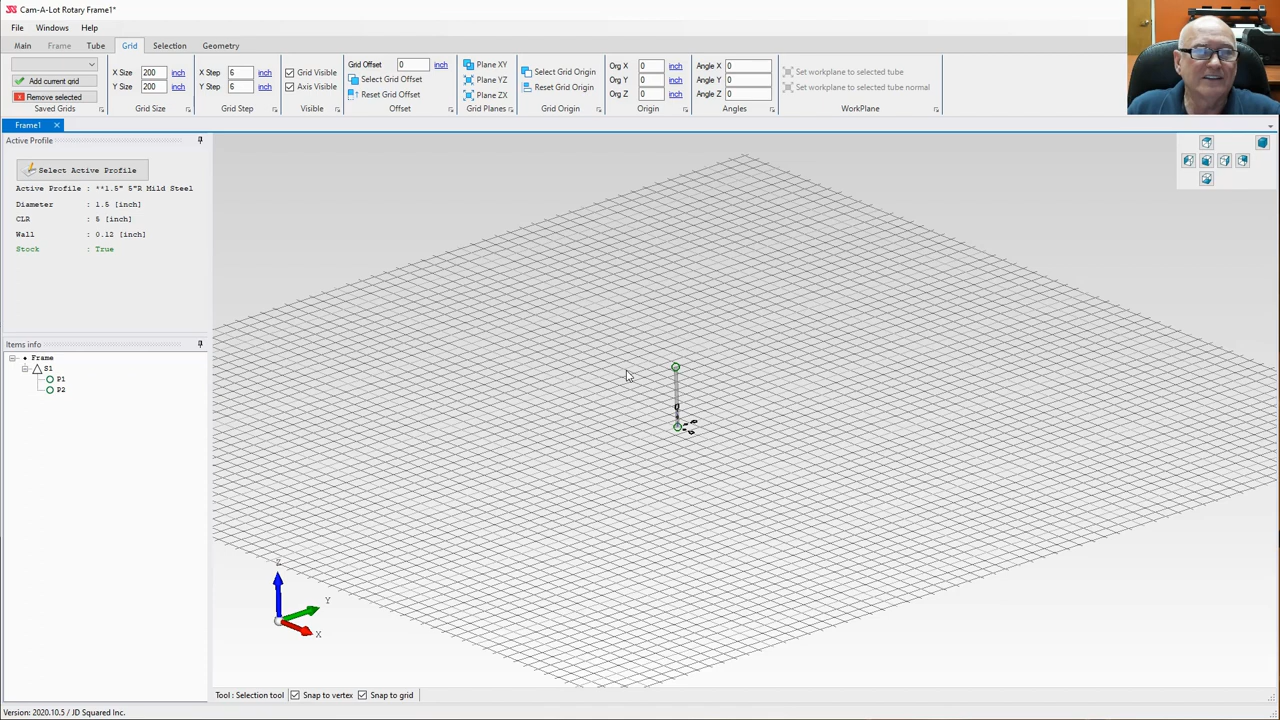 Cam-A-Lot Rotary Frame1*
File Windows Help
Main Frame Tube Grid Selection Geometry
Add current grid
Remove selected
Saved Grids
X Size 200 inch
Y Size 200 inch
Grid Size
X Step 6 inch
Y Step 6 inch
Grid Step
Grid Visible
Axis Visible
Visible
Grid Offset 0 inch
Select Grid Offset
Reset Grid Offset
Offset
Plane XY
Plane YZ
Plane ZX
Grid Planes
Select Grid Origin
Reset Grid Origin
Grid Origin
Org X 0 inch
Org Y 0 inch
Org Z 0 inch
Origin
Angle X 0
Angle Y 0
Angle Z 0
Angles
Set workplane to selected tube
Set workplane to selected tube normal
WorkPlane
Frame1
Active Profile
Select Active Profile
Active Profile : **1.5" 5"R Mild Steel
Diameter : 1.5 [inch]
CLR : 5 [inch]
Wall : 0.12 [inch]
Stock : True
Items info
Frame
S1
P1
P2
Z
Y
X
Tool : Selection tool Snap to vertex Snap to grid
Version: 2020.10.5 / JD Squared Inc.